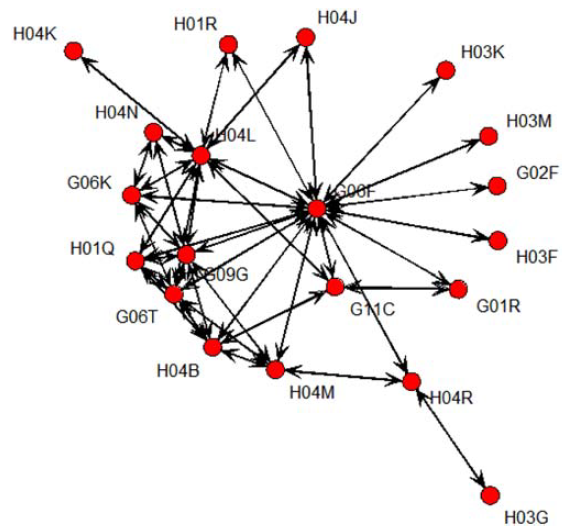 H04K
H01R
H04J
H03K
H04N
H04L
H03M
G06K
G02F
G06F
H01Q
G09G
H03F
G06T
G11C
G01R
H04B
H04M
H04R
H03G